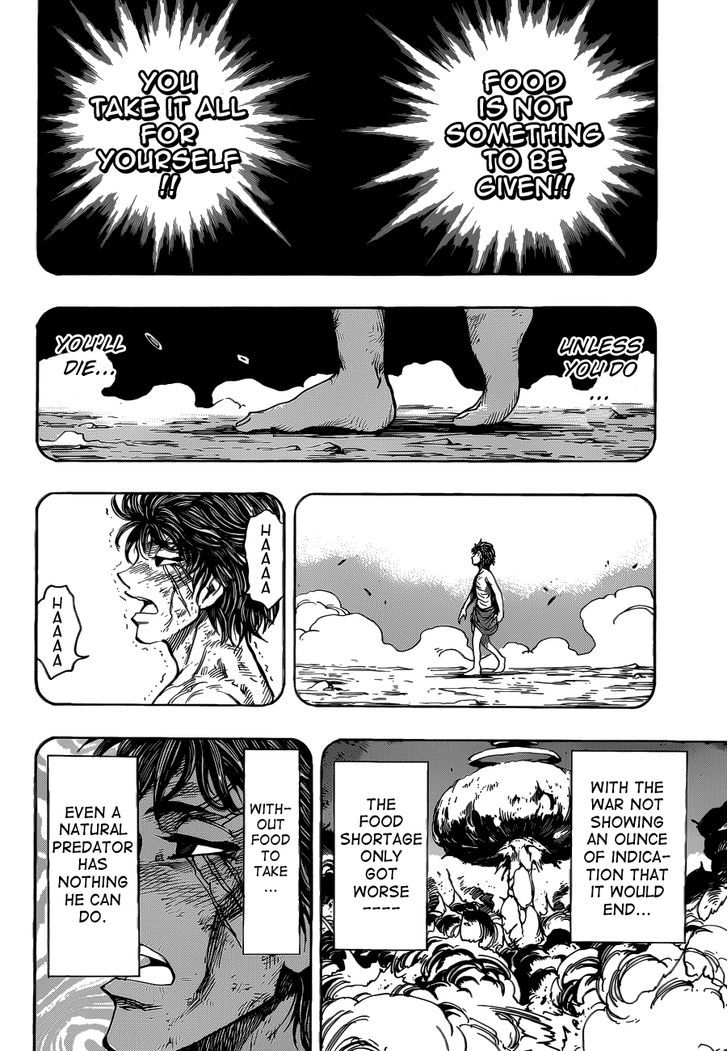 FOOD
IS NOT
SOMETHING
TO BE
GIVEN!!
YOU
TAKE IT ALL
FOR
YOURSELF
!!
UNLESS
YOU DO
...
YOU'LL
DIE...
HAAAA
HAAAA
WITH THE
WAR NOT
SHOWING
AN OUNCE
OF INDICA-
TION THAT
IT WOULD
END...
THE
FOOD
SHORTAGE
ONLY
GOT
WORSE
----
WITH-
OUT FOOD
TO
TAKE
...
EVEN A
NATURAL
PREDATOR
HAS
NOTHING
HE CAN
DO.